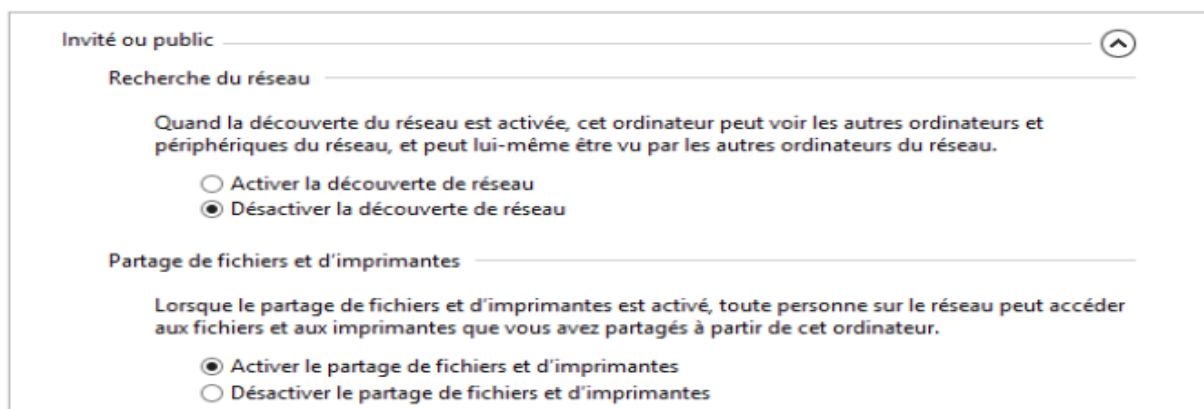 Invité ou public
Recherche du réseau
Quand la découverte du réseau est activée, cet ordinateur peut voir les autres ordinateurs et
périphériques du réseau, et peut lui-même être vu par les autres ordinateurs du réseau.
Activer la découverte de réseau
Désactiver la découverte de réseau
Partage de fichiers et d'imprimantes
Lorsque le partage de fichiers et d'imprimantes est activé, toute personne sur le réseau peut accéder
aux fichiers et aux imprimantes que vous avez partagés à partir de cet ordinateur.
Activer le partage de fichiers et d'imprimantes
Désactiver le partage de fichiers et d'imprimantes